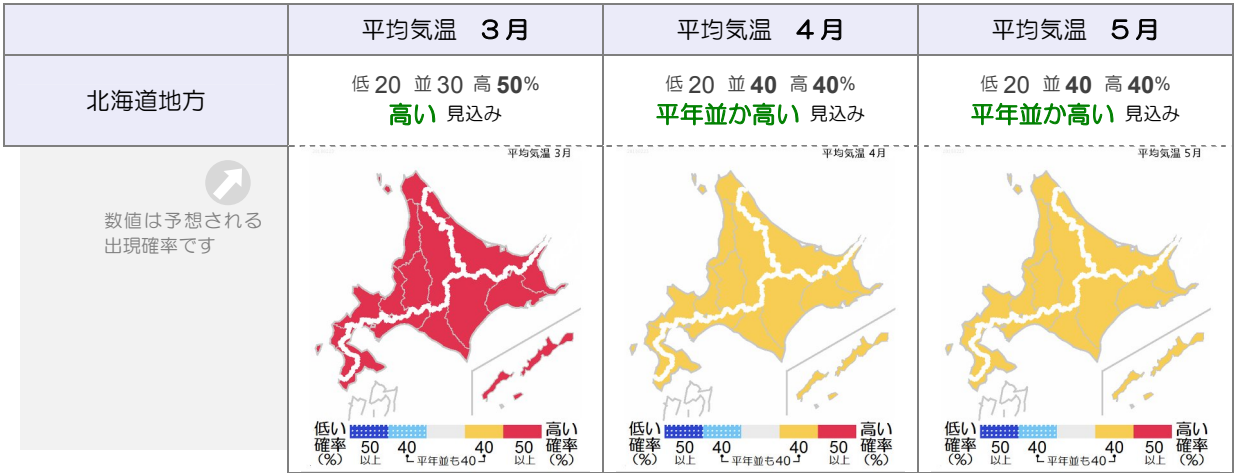 平均気温 3月
平均気温 4月
平均気温 5月
北海道地方
低20 並30 高50%
高い 見込み
低20 並40 高40%
平年並か高い 見込み
低20 並40 高40%
平年並か高い 見込み
数値は予想される
出現確率です
平均気温 3月
平均気温 4月
平均気温 5月
低い 高い
確率 50 40 40 50 確率
(%) 以上 平年並も40 以上 (%)
低い 高い
確率 50 40 40 50 確率
(%) 以上 平年並も40 以上 (%)
低い 高い
確率 50 40 40 50 確率
(%) 以上 平年並も40 以上 (%)